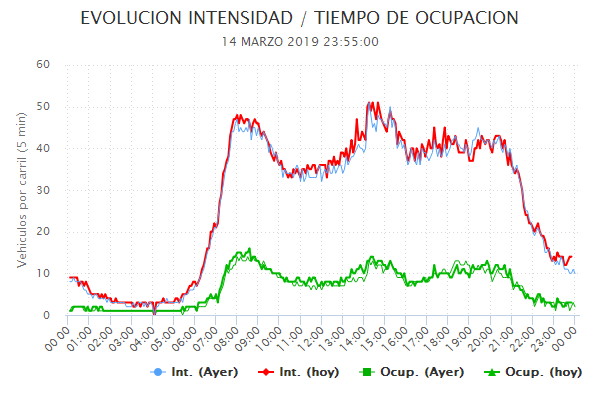 EVOLUCION INTENSIDAD / TIEMPO DE OCUPACION
14 MARZO 2019 23:55:00
Vehiculos por carril (5 min)
60
50
40
30
20
10
0
00:00 01:00 02:00 03:00 04:00 05:00 06:00 07:00 08:00 09:00 10:00 11:00 12:00 13:00 14:00 15:00 16:00 17:00 18:00 19:00 20:00 21:00 22:00 23:00 00:00
Int. (Ayer) Int. (hoy) Ocup. (Ayer) Ocup. (hoy)